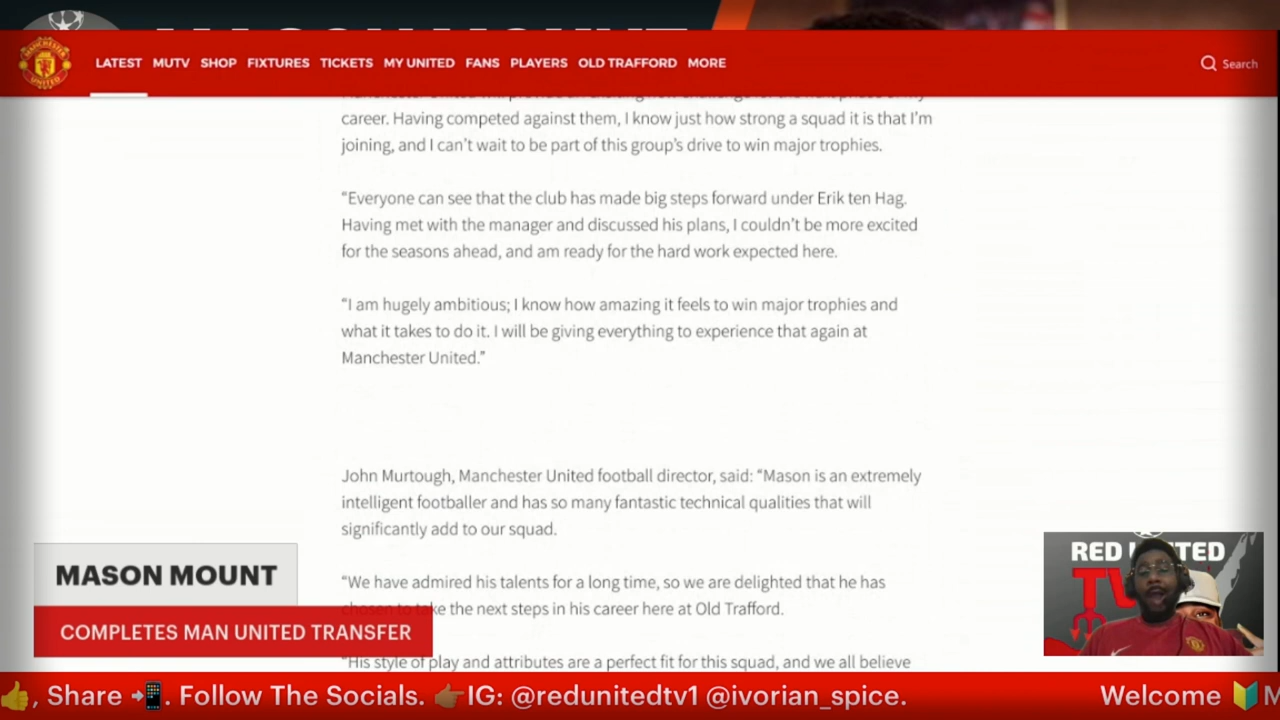 MASON MOUNT
LATEST MUTV SHOP FIXTURES TICKETS MY UNITED FANS PLAYERS OLD TRAFFORD MORE
Search
career. Having competed against them, I know just how strong a squad it is that I'm
joining, and I can't wait to be part of this group's drive to win major trophies.
"Everyone can see that the club has made big steps forward under Erik ten Hag.
Having met with the manager and discussed his plans, I couldn't be more excited
for the seasons ahead, and am ready for the hard work expected here.
"I am hugely ambitious; I know how amazing it feels to win major trophies and
what it takes to do it. I will be giving everything to experience that again at
Manchester United."
John Murtough, Manchester United football director, said: "Mason is an extremely
intelligent footballer and has so many fantastic technical qualities that will
significantly add to our squad.
"We have admired his talents for a long time, so we are delighted that he has
chosen to take the next steps in his career here at Old Trafford.
"His style of play and attributes are a perfect fit for this squad, and we all believe
MASON MOUNT
COMPLETES MAN UNITED TRANSFER
RED UNITED
TV
👍, Share 📲. Follow The Socials. 👉IG: @redunitedtv1 @ivorian_spice. Welcome 🔰M